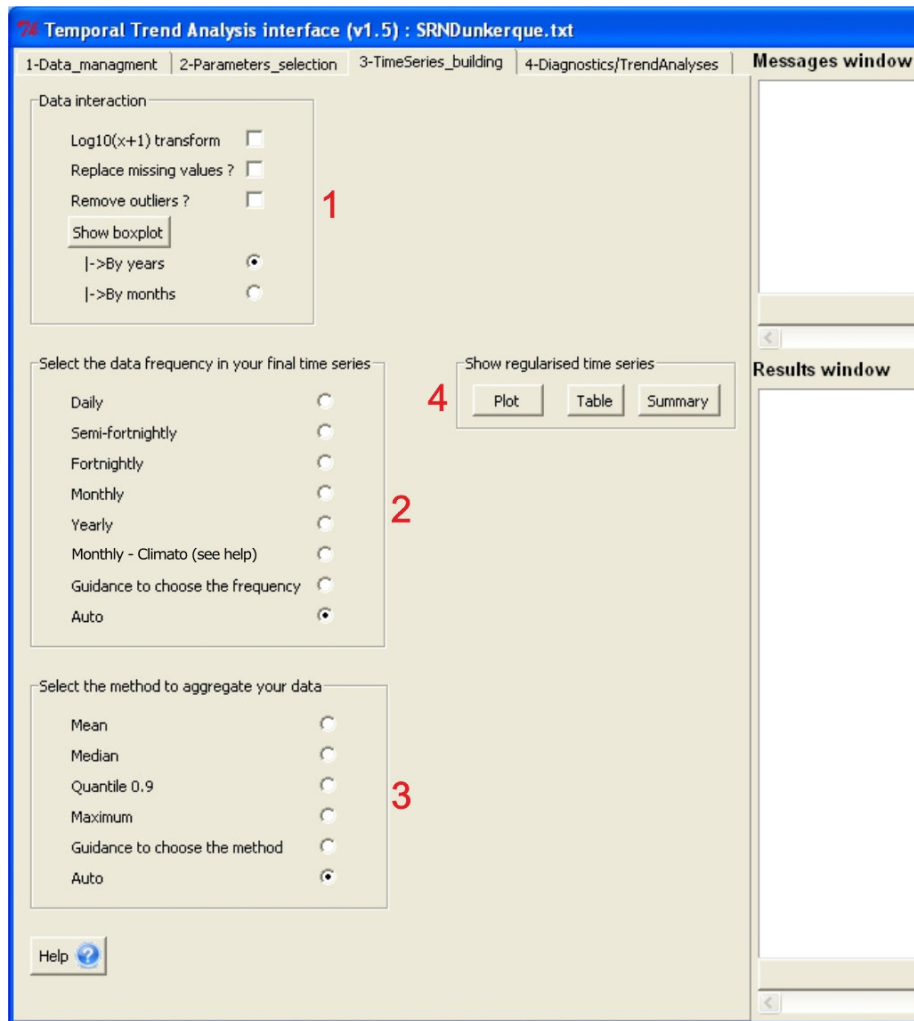 Temporal Trend Analysis interface (v1.5) : SRNDunkerque.txt
1-Data_managment
2-Parameters_selection
3-TimeSeries_building
4-Diagnostics/TrendAnalyses
Messages window
Data interaction
Log10(x+1) transform
Replace missing values ?
Remove outliers ?
Show boxplot
|->By years
|->By months
1
Select the data frequency in your final time series
Daily
Semi-fortnightly
Fortnightly
Monthly
Yearly
Monthly - Climato (see help)
Guidance to choose the frequency
Auto
2
Show regularised time series
4
Plot
Table
Summary
Results window
Select the method to aggregate your data
Mean
Median
Quantile 0.9
Maximum
Guidance to choose the method
Auto
3
Help ?